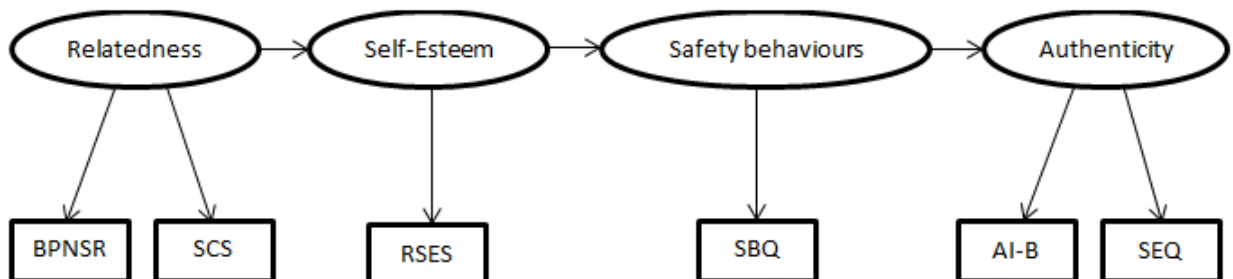 Relatedness
Self-Esteem
Safety behaviours
Authenticity
BPNSR
SCS
RSES
SBQ
AI-B
SEQ